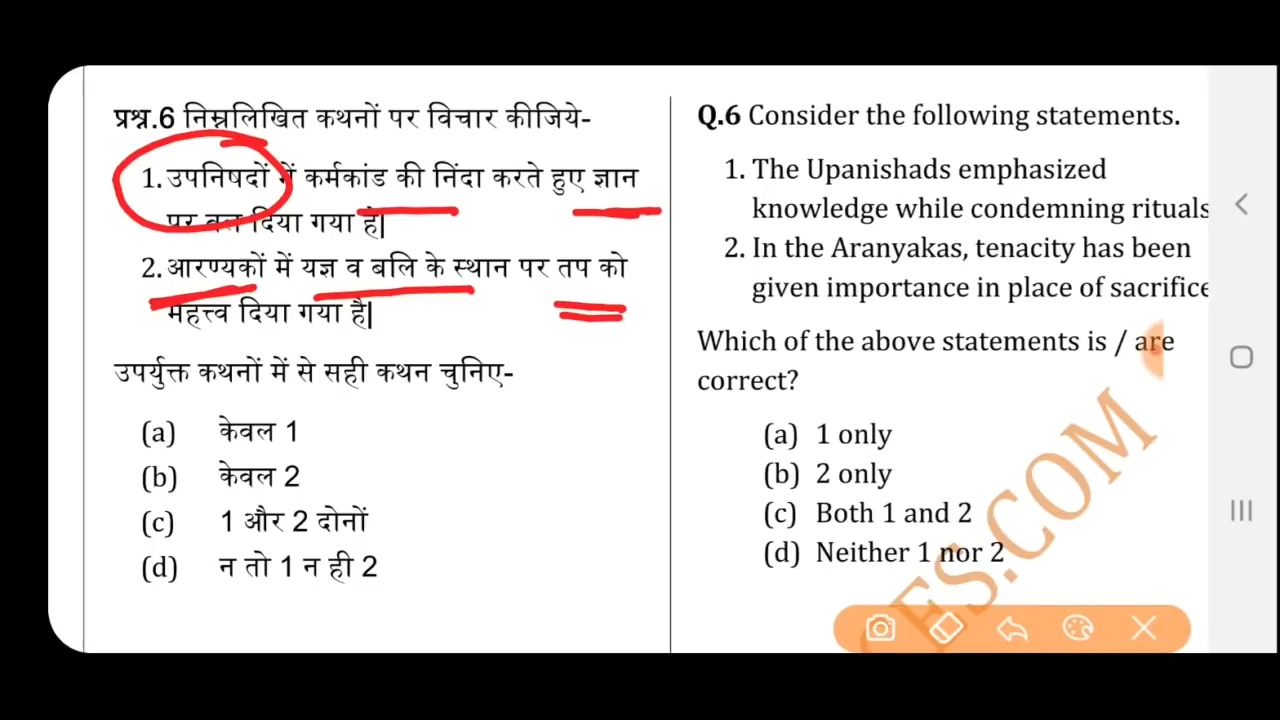 प्रश्न.6 निम्नलिखित कथनों पर विचार कीजिये-
1. उपनिषदों में कर्मकांड की निंदा करते हुए ज्ञान
पर बल दिया गया है|
2. आरण्यकों में यज्ञ व बलि के स्थान पर तप को
महत्त्व दिया गया है|
उपर्युक्त कथनों में से सही कथन चुनिए-
(a) केवल 1
(b) केवल 2
(c) 1 और 2 दोनों
(d) न तो 1 न ही 2
Q.6 Consider the following statements.
1. The Upanishads emphasized
knowledge while condemning rituals
2. In the Aranyakas, tenacity has been
given importance in place of sacrifice
Which of the above statements is / are
correct?
(a) 1 only
(b) 2 only
(c) Both 1 and 2
(d) Neither 1 nor 2
ES.COM